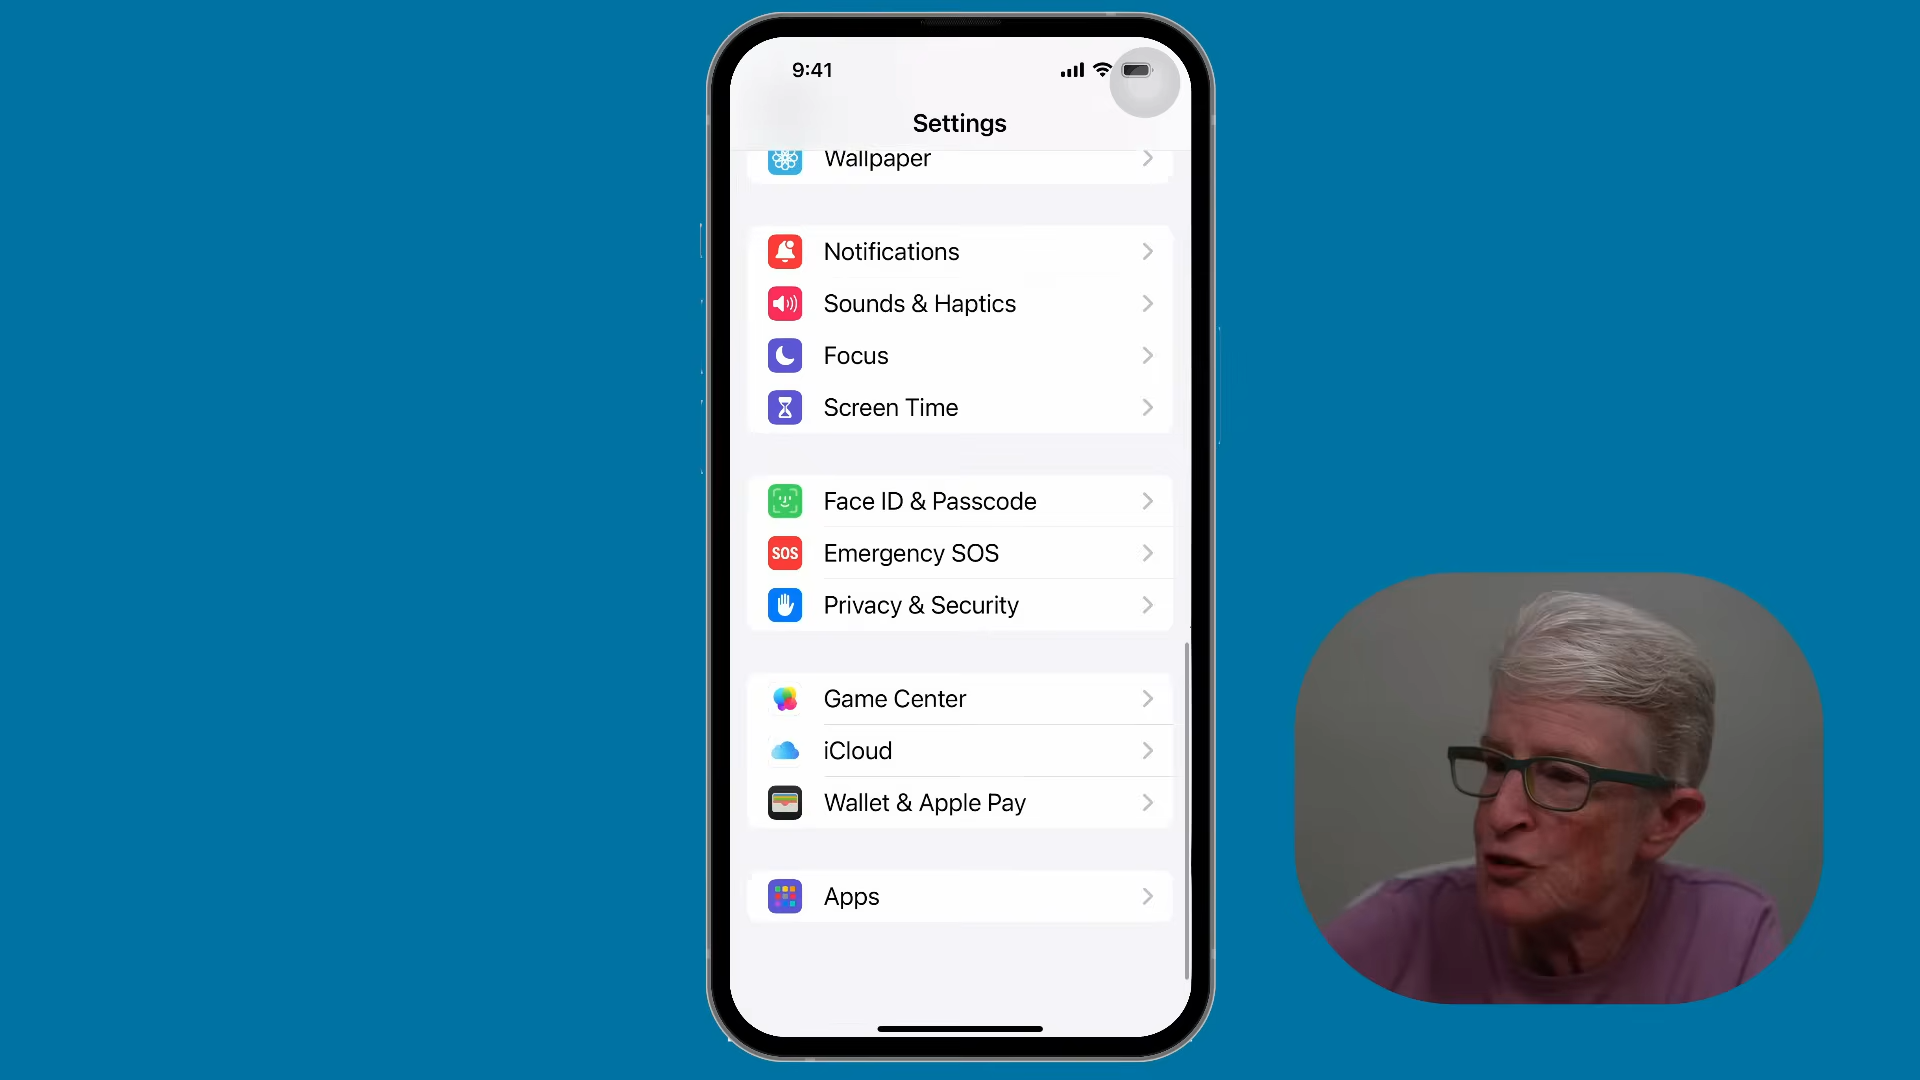 9:41
Settings
Wallpaper
Notifications
Sounds & Haptics
Focus
Screen Time
Face ID & Passcode
SOS Emergency SOS
Privacy & Security
Game Center
iCloud
Wallet & Apple Pay
Apps